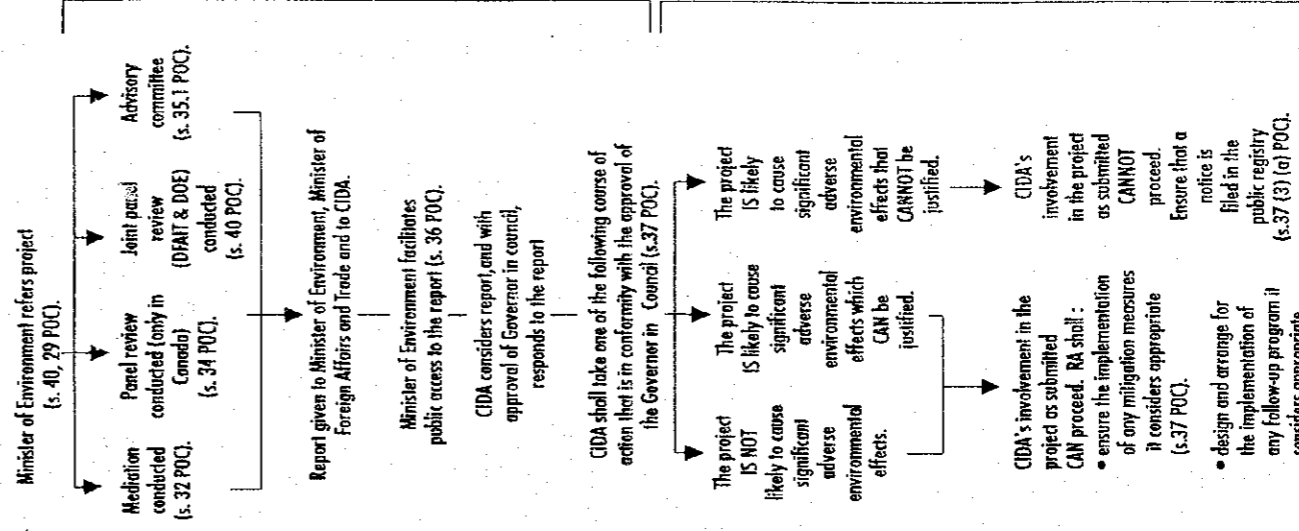 Minister of Environment refers project
(s. 40, 29 POC).
Mediation
conducted
(s. 32 POC).
Panel review
conducted (only in
Canada)
(s. 34 POC).
Joint panel
review
(DFAIT & DOE)
conducted
(s. 40 POC).
Advisory
committee
(s. 35.1 POC).
Report given to Minister of Environment, Minister of
Foreign Affairs and Trade and to CIDA.
Minister of Environment facilitates
public access to the report (s. 36 POC).
CIDA considers report, and with
approval of Governor in council,
responds to the report
CIDA shall take one of the following course of
action that is in conformity with the approval of
the Governor in Council (s.37 POC).
The project
IS NOT
likely to cause
significant
adverse
environmental
effects.
The project
IS likely to cause
significant
adverse
environmental
effects which
CAN be
justified.
The project
IS likely
to cause
significant
adverse
environmental
effects that
CANNOT be
justified.
CIDA's involvement in the
project as submitted
CAN proceed. RA shall :
• ensure the implementation
of any mitigation measures
it considers appropriate
(s.37 POC).
• design and arrange for
the implementation of
any follow-up program it
considers appropriate
CIDA's
involvement
in the project
as submitted
CANNOT
proceed.
Ensure that a
notice is
filed in the
public registry
(s.37 (3) (a) POC).